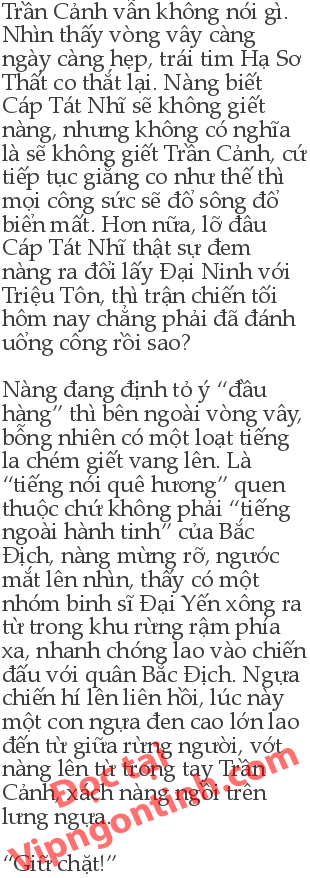 Trần Cảnh vẫn không nói gì.
Nhìn thấy vòng vây càng
ngày càng hẹp, trái tim Hạ Sơ
Thất co thắt lại. Nàng biết
Cáp Tát Nhĩ sẽ không giết
nàng, nhưng không có nghĩa
là sẽ không giết Trần Cảnh, cứ
tiếp tục giằng co như thế thì
mọi công sức sẽ đổ sông đổ
biển mất. Hơn nữa, lỡ đâu
Cáp Tát Nhĩ thật sự đem
nàng ra đổi lấy Đại Ninh với
Triệu Tôn, thì trận chiến tối
hôm nay chẳng phải đã đánh
uổng công rồi sao?
Nàng đang định tỏ ý “đầu
hàng” thì bên ngoài vòng vây,
bỗng nhiên có một loạt tiếng
la chém giết vang lên. Là
“tiếng nói quê hương” quen
thuộc chứ không phải “tiếng
ngoài hành tinh” của Bắc
Địch, nàng mừng rỡ, ngước
mắt lên nhìn, thấy có một
nhóm binh sĩ Đại Yến xông ra
từ trong khu rừng rậm phía
xa, nhanh chóng lao vào chiến
đấu với quân Bắc Địch. Ngựa
chiến hí lên liên hồi, lúc này
một con ngựa đen cao lớn lao
đến từ giữa rừng người, vớt
nàng lên từ trong tay Trần
Cảnh, xách nàng ngồi trên
lưng ngựa.
“Giữ chặt!”
Đọc tại
Vipngontinh.com